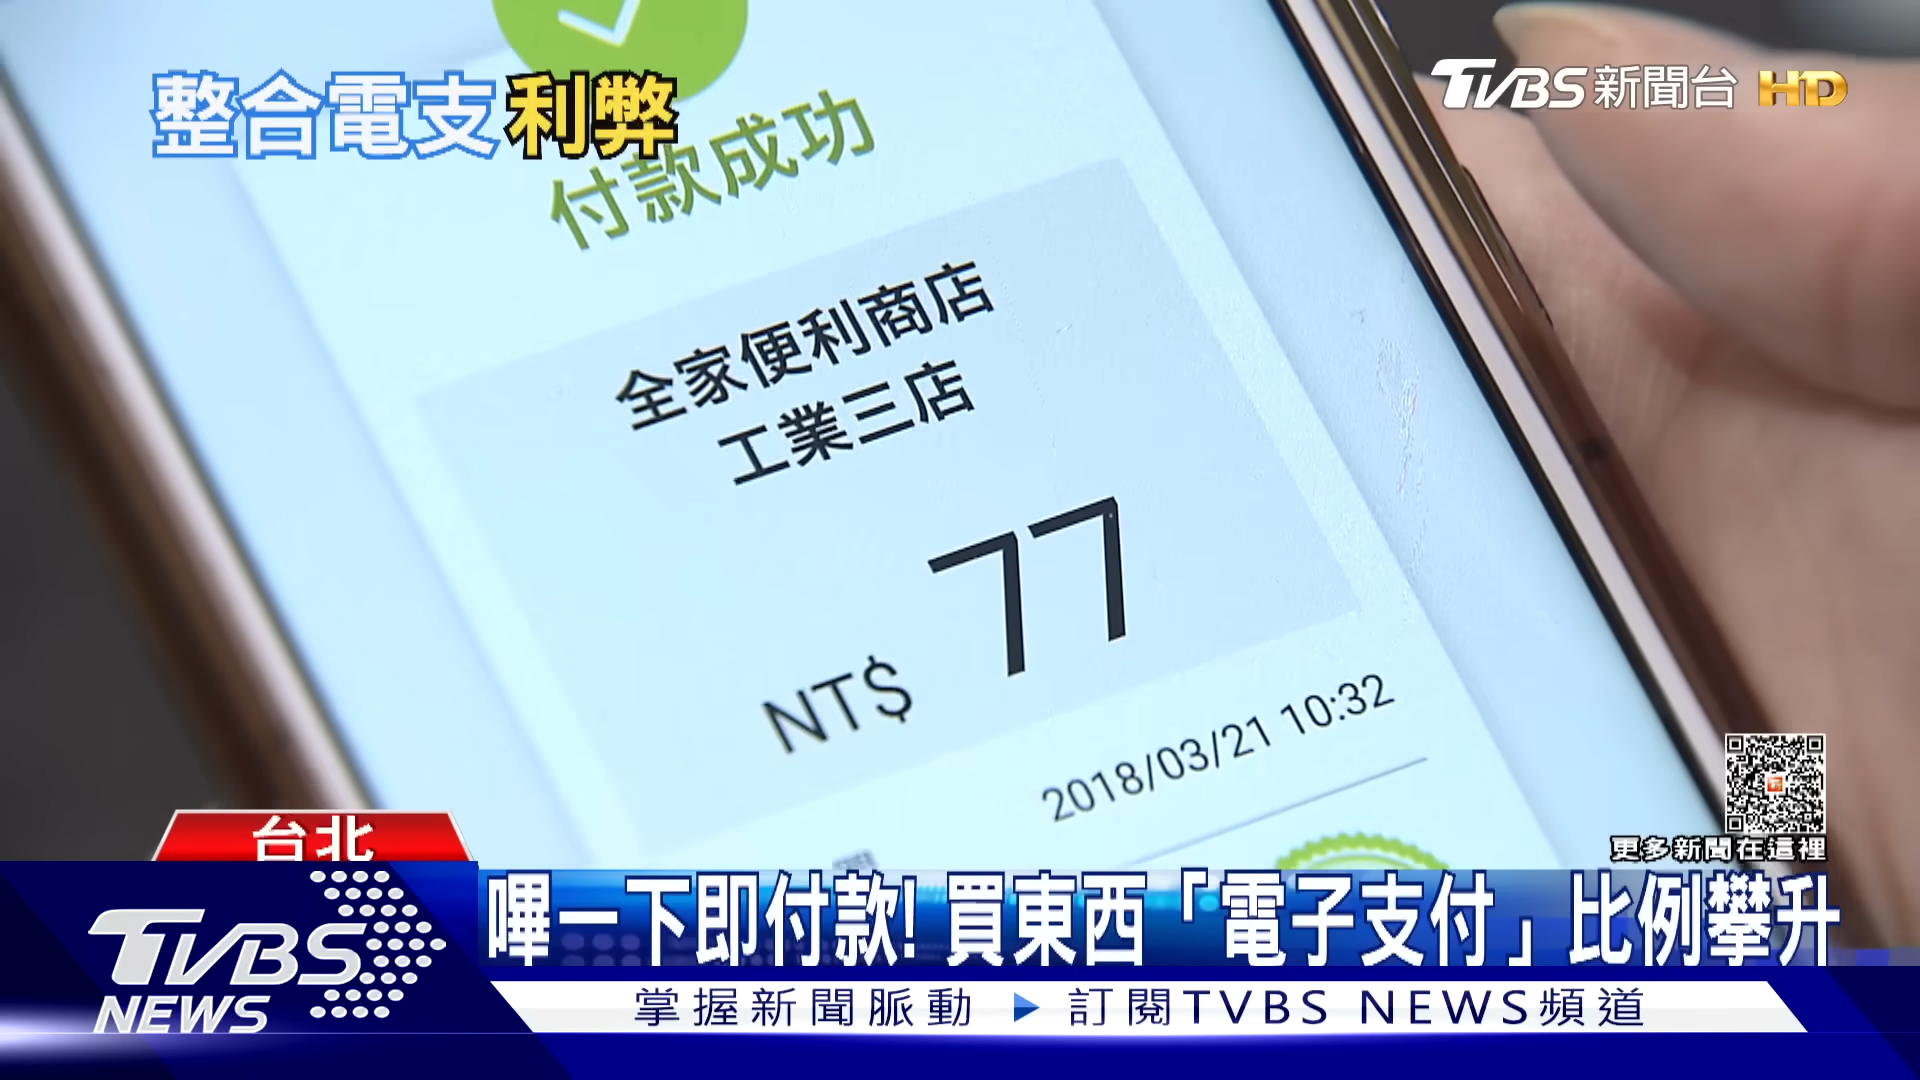 整合電支利弊
TVBS新聞台 HD
付款成功
全家便利商店
工業三店
NT$ 77
2018/03/21 10:32
更多新聞在這裡
台北
嗶一下即付款! 買東西「電子支付」比例攀升
TVBS NEWS
掌握新聞脈動 ▶ 訂閱TVBS NEWS頻道